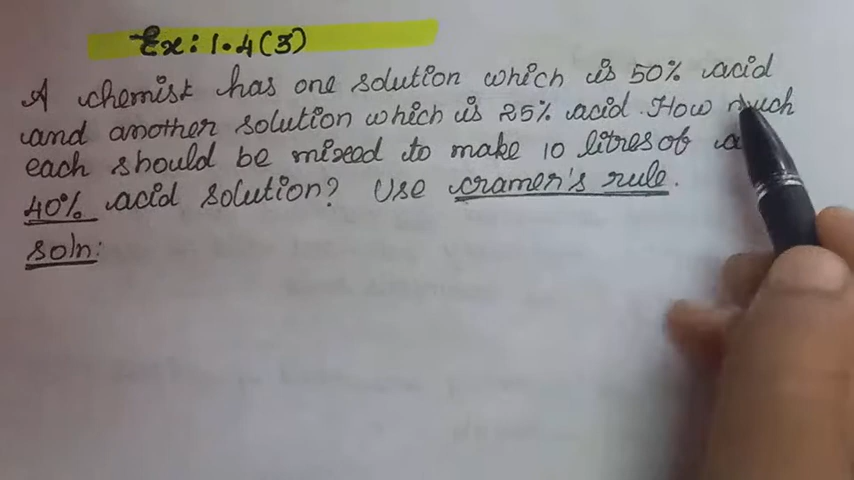 Ex: 1.4(3)
A chemist has one solution which is 50% acid
and another solution which is 25% acid. How much
each should be mixed to make 10 litres of a
40% acid solution? Use cramer's rule.
soln: